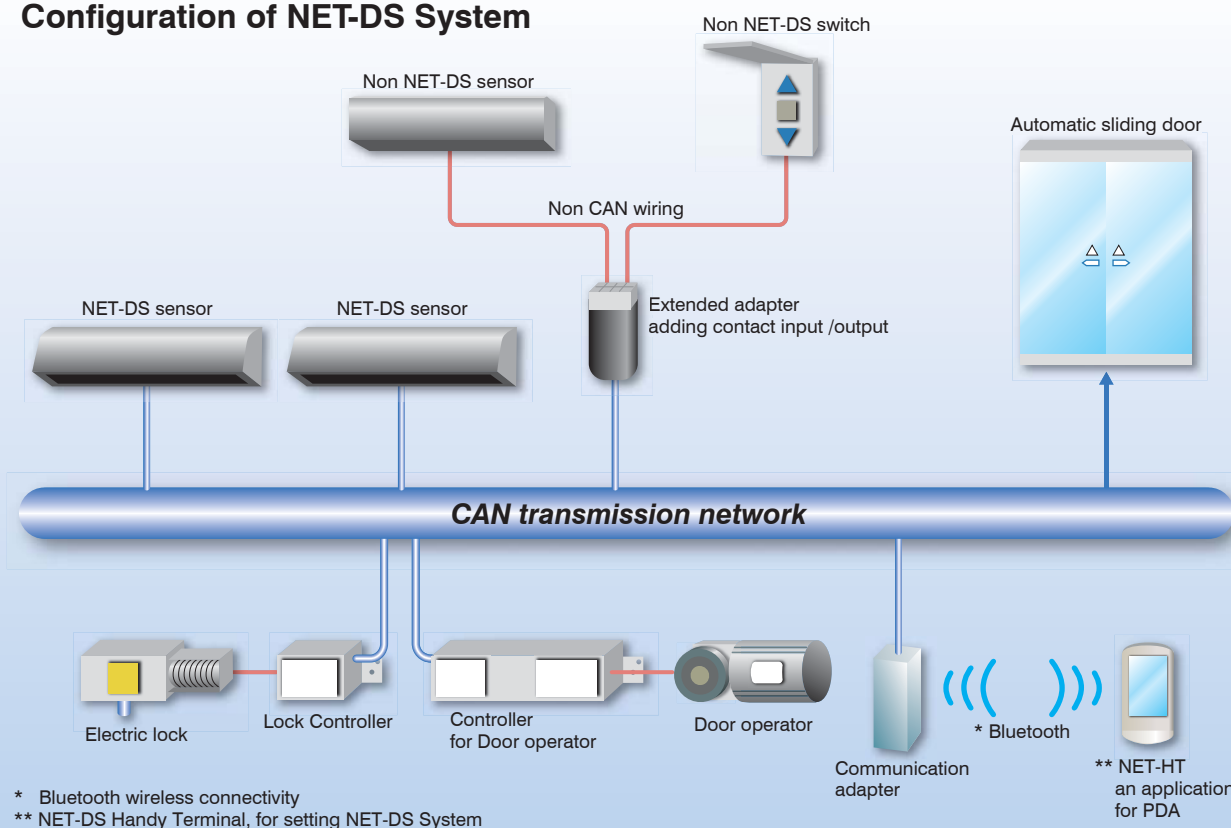 Configuration of NET-DS System
Non NET-DS switch
Non NET-DS sensor
Automatic sliding door
Non CAN wiring
NET-DS sensor
NET-DS sensor
Extended adapter
adding contact input /output
CAN transmission network
Electric lock
Lock Controller
Controller
for Door operator
Door operator
* Bluetooth
Communication
adapter
** NET-HT
an application
for PDA
* Bluetooth wireless connectivity
** NET-DS Handy Terminal, for setting NET-DS System